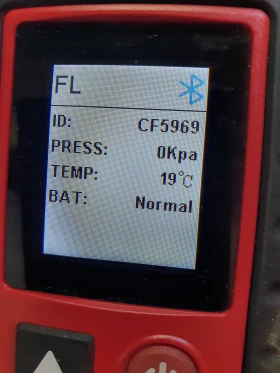 FL
ID: CF5969
PRESS: 0Kpa
TEMP: 19℃
BAT: Normal